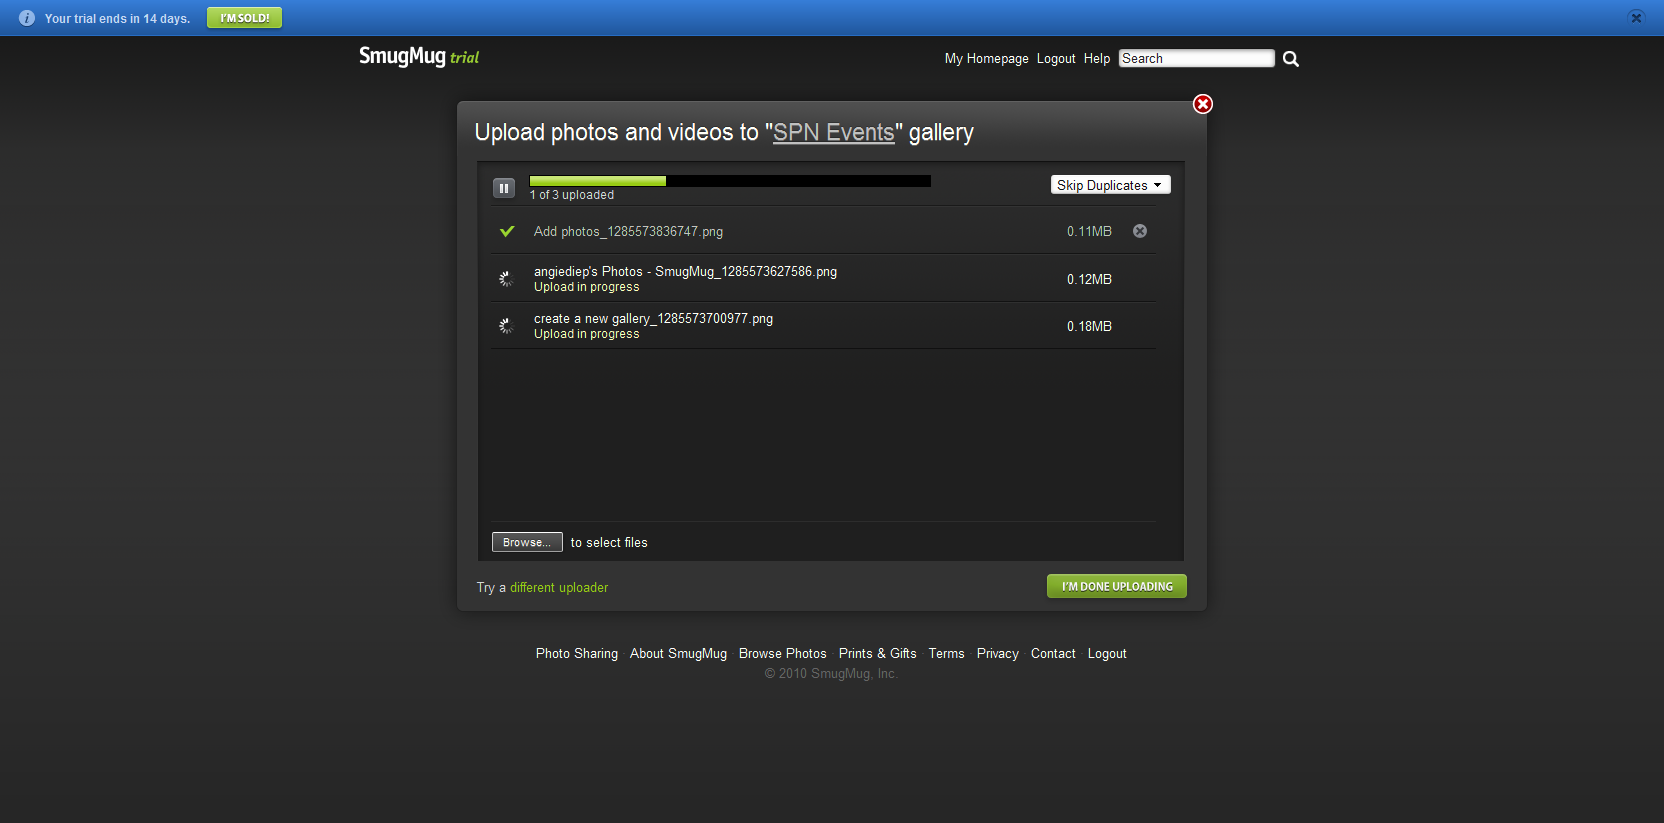 Your trial ends in 14 days.
I'M SOLD!
SmugMug trial
My Homepage Logout Help Search
Upload photos and videos to "SPN Events" gallery
1 of 3 uploaded
Skip Duplicates
Add photos_1285573836747.png 0.11MB
angiediep's Photos - SmugMug_1285573627586.png
Upload in progress
0.12MB
create a new gallery_1285573700977.png
Upload in progress
0.18MB
Browse... to select files
Try a different uploader
I'M DONE UPLOADING
Photo Sharing · About SmugMug · Browse Photos · Prints & Gifts · Terms · Privacy · Contact · Logout
© 2010 SmugMug, Inc.